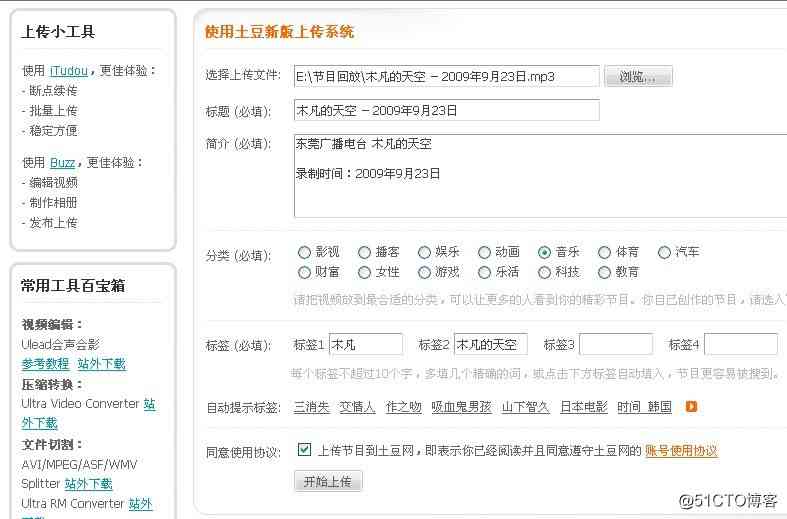 上传小工具
使用 iTudou，更佳体验：
- 断点续传
- 批量上传
- 稳定方便
使用 Buzz，更佳体验：
- 编辑视频
- 制作相册
- 发布上传
常用工具百宝箱
视频编辑：
Ulead会声会影
参考教程 站外下载
压缩转换：
Ultra Video Converter 站
外下载
文件切割：
AVI/MPEG/ASF/WMV
Splitter 站外下载
Ultra RM Converter 站外
使用土豆新版上传系统
选择上传文件: E:\节目回放\木凡的天空 - 2009年9月23日.mp3 浏览...
标题 (必填): 木凡的天空 - 2009年9月23日
简介 (必填): 东莞广播电台 木凡的天空
录制时间：2009年9月23日
分类 (必填): 影视 播客 娱乐 动画 音乐 体育 汽车
财富 女性 游戏 乐活 科技 教育
请把视频放到最合适的分类，可以让更多的人看到你的精彩节目。你自己创作的节目，请选入
标签 (必填): 标签1 木凡 标签2 木凡的天空 标签3 标签4
每个标签不超过10个字，多填几个精确的词，或点击下方标签自动填入，节目更容易被搜到。
自动提示标签: 三消失 交情人 作之吻 吸血鬼男孩 山下智久 日本电影 时间 韩国
同意使用协议: 上传节目到土豆网，即表示你已经阅读并且同意遵守土豆网的 账号使用协议
开始上传
@51CTO博客